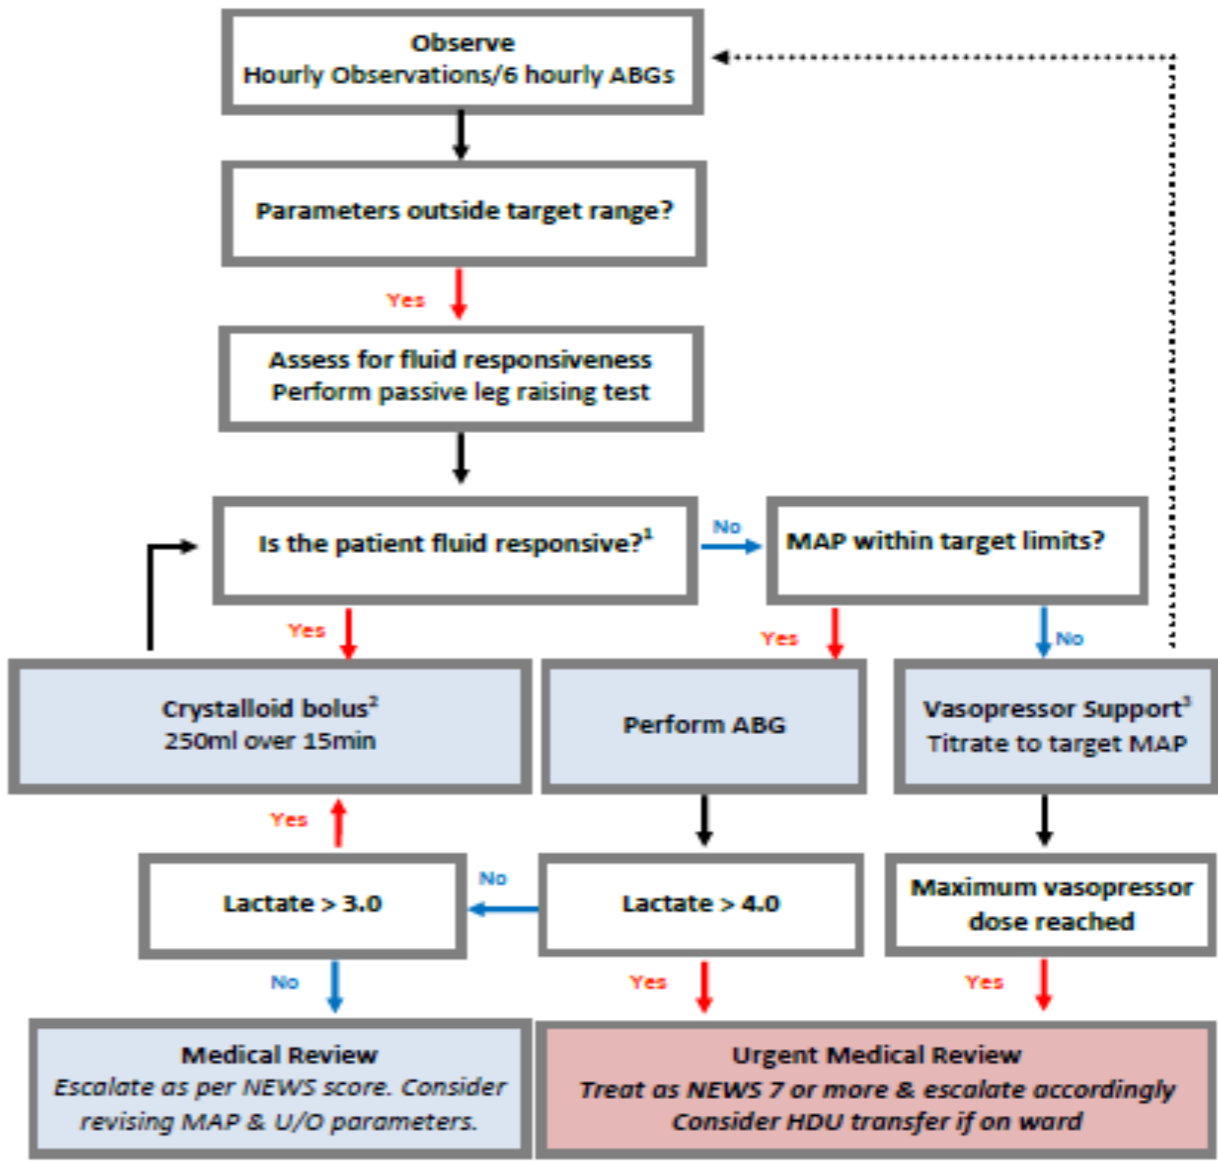 Observe
Hourly Observations/6 hourly ABGs
Parameters outside target range?
Yes
Assess for fluid responsiveness
Perform passive leg raising test
Is the patient fluid responsive?¹
No
MAP within target limits?
Yes
Yes
No
Crystalloid bolus²
250ml over 15min
Perform ABG
Vasopressor Support³
Titrate to target MAP
Yes
Lactate > 3.0
No
Lactate > 4.0
Maximum vasopressor
dose reached
No
Yes
Yes
Medical Review
Escalate as per NEWS score. Consider
revising MAP & U/O parameters.
Urgent Medical Review
Treat as NEWS 7 or more & escalate accordingly
Consider HDU transfer if on ward